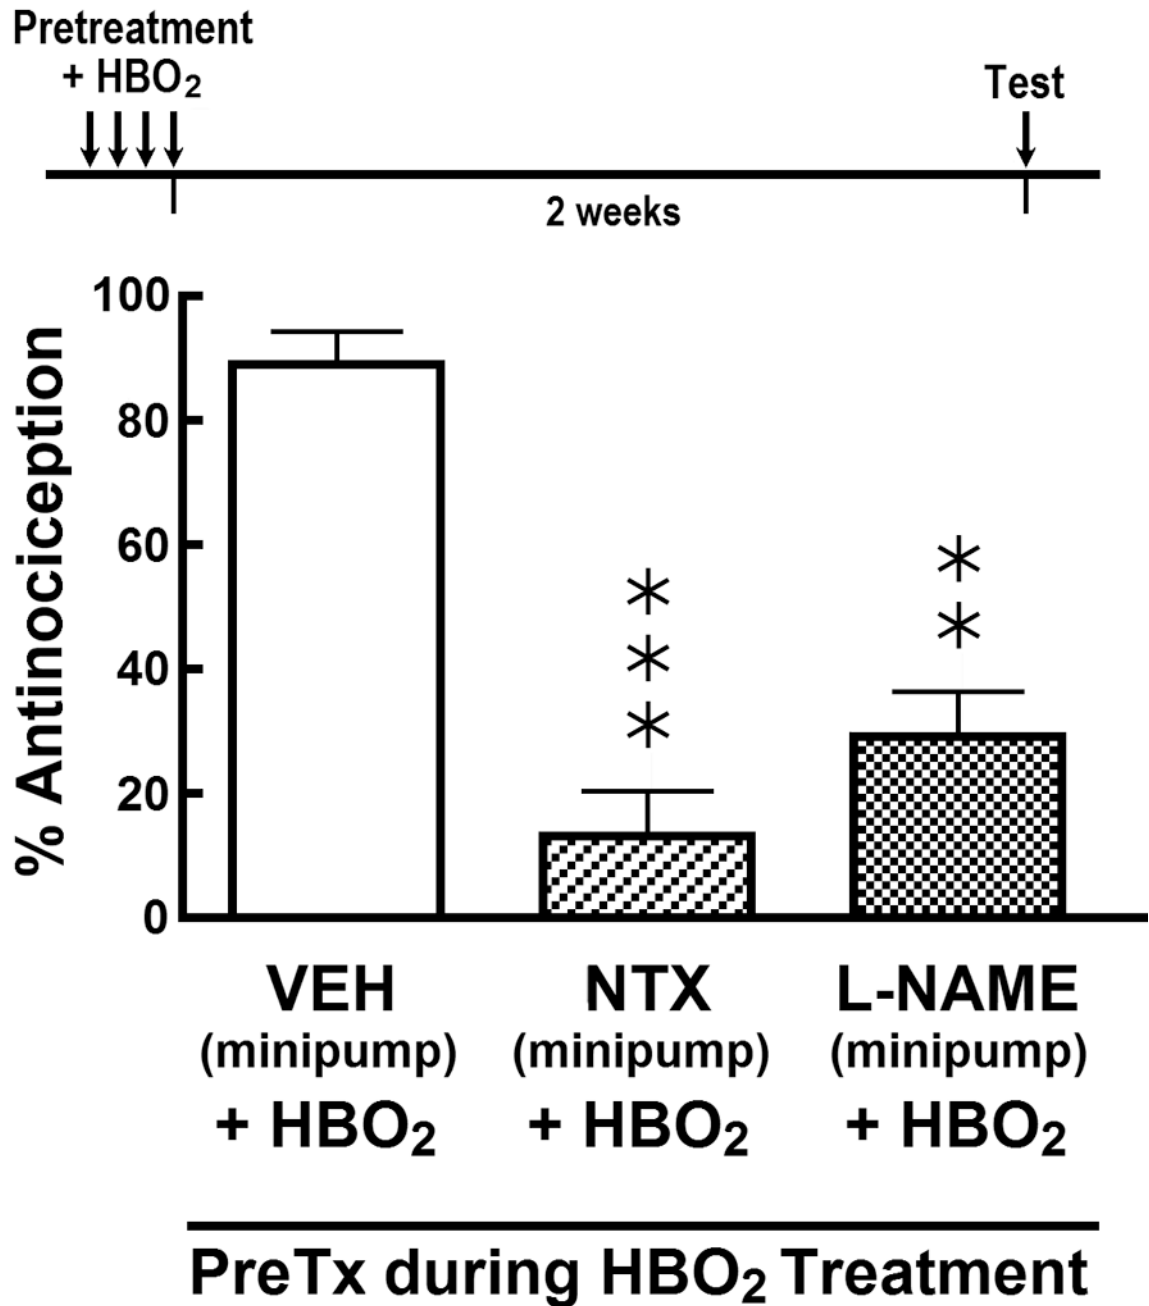 Pretreatment
+ HBO₂
Test
2 weeks
% Antinociception
100
80
60
40
20
0
*
*
*
*
*
VEH
(minipump)
+ HBO₂
NTX
(minipump)
+ HBO₂
L-NAME
(minipump)
+ HBO₂
PreTx during HBO₂ Treatment